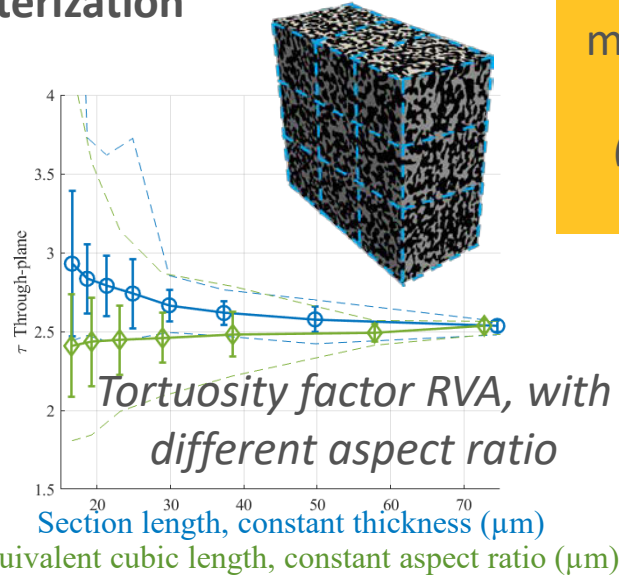 terization
m
(
4
3.5
3
2.5
2
1.5
τ Through-plane
Tortuosity factor RVA, with
different aspect ratio
20 30 40 50 60 70
Section length, constant thickness (μm)
uivalent cubic length, constant aspect ratio (μm)